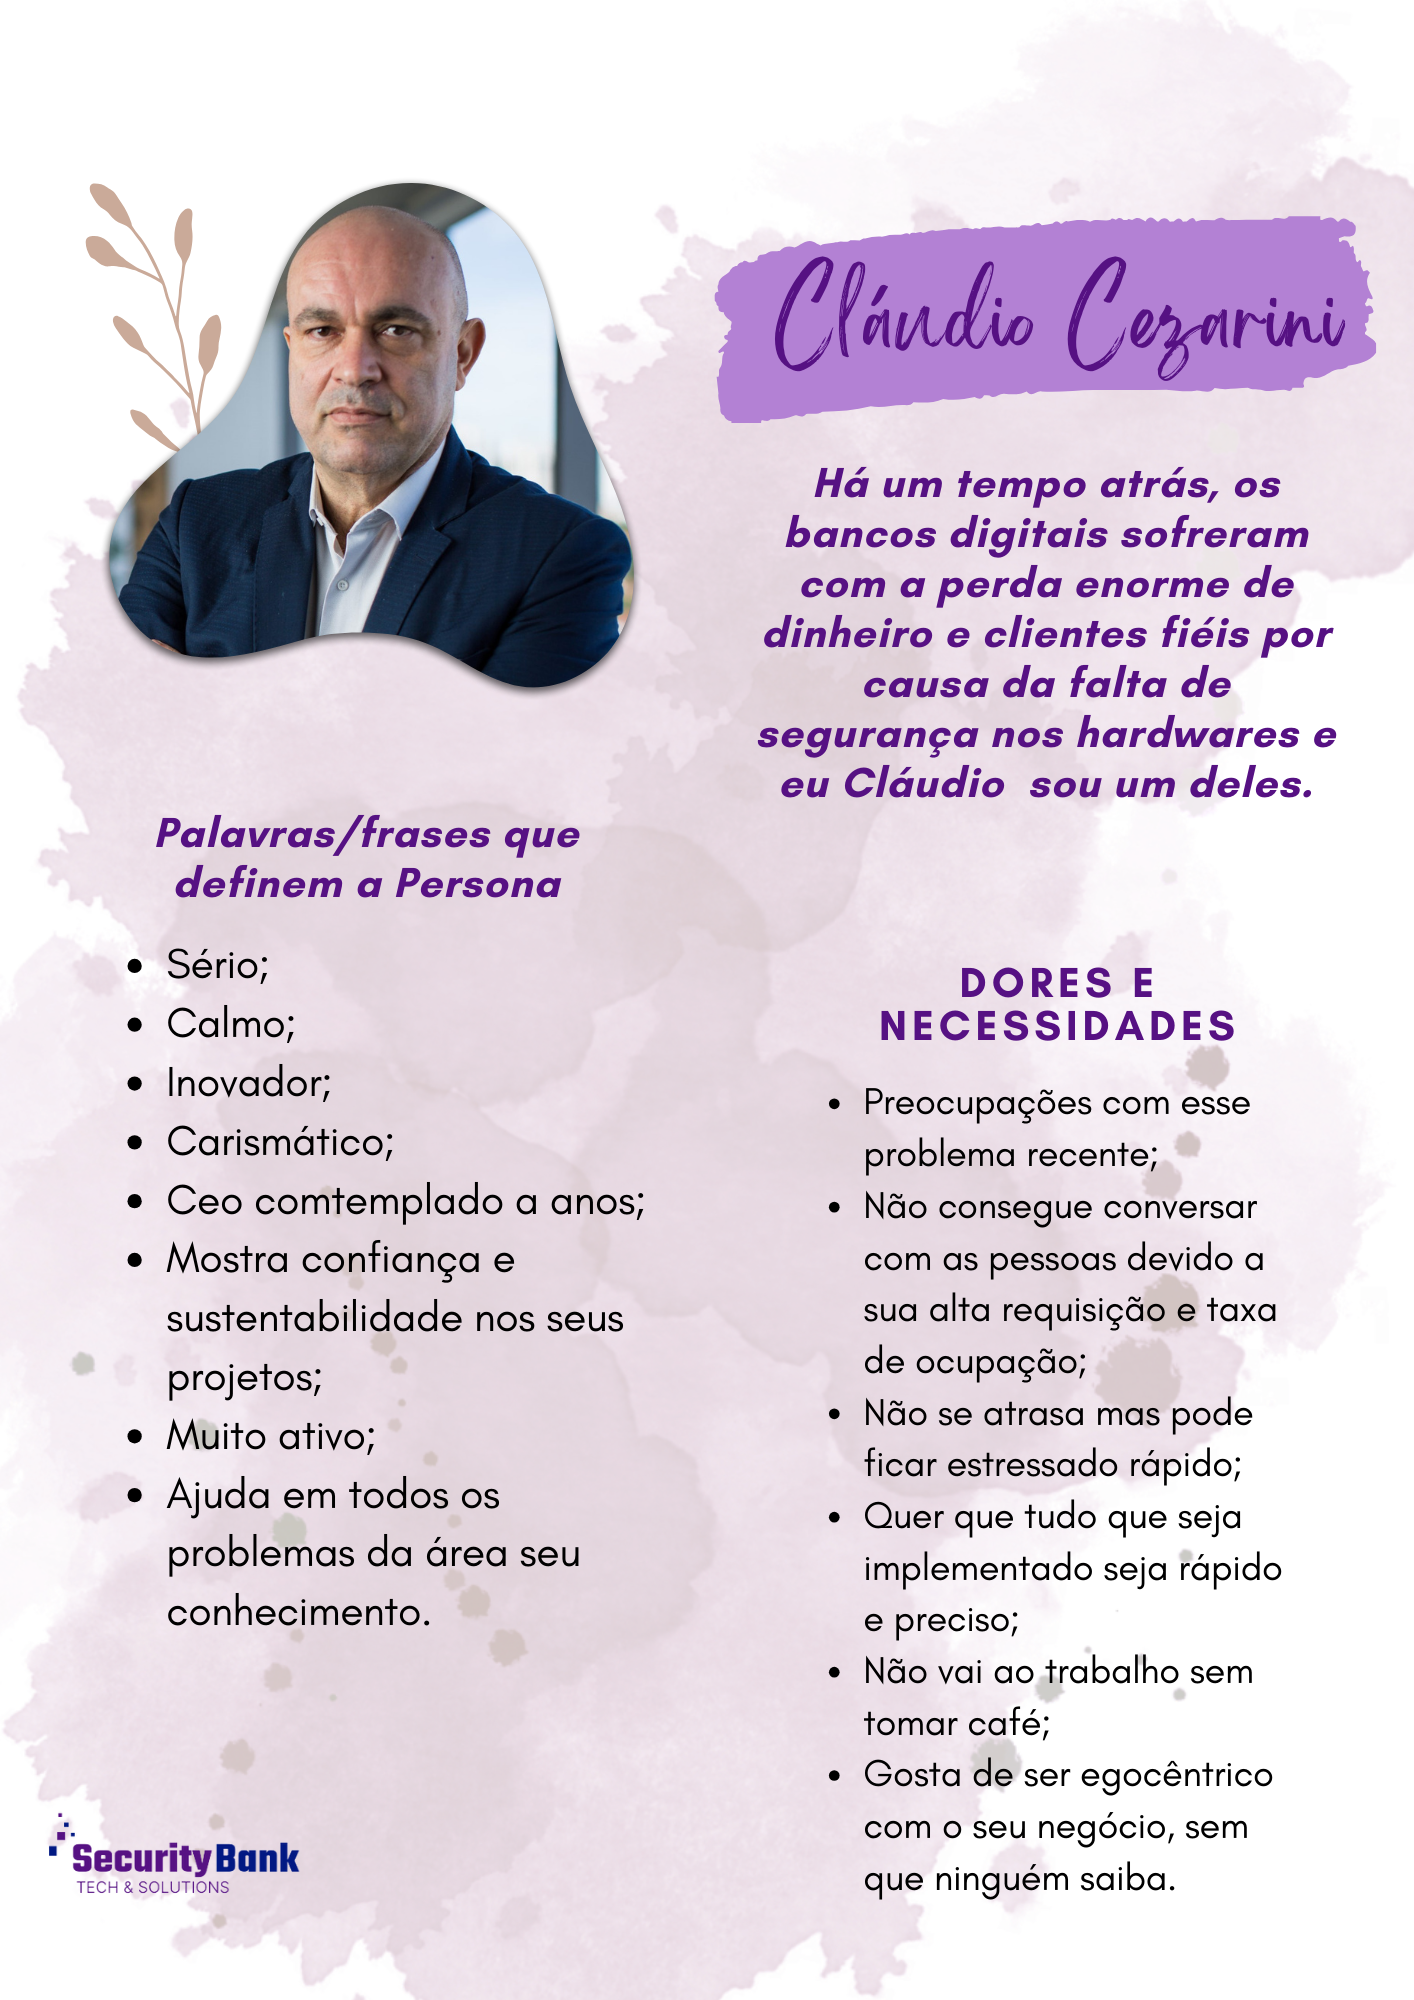 Cláudio Cezarini
Há um tempo atrás, os
bancos digitais sofreram
com a perda enorme de
dinheiro e clientes fiéis por
causa da falta de
segurança nos hardwares e
eu Cláudio sou um deles.
Palavras/frases que
definem a Persona
• Sério;
• Calmo;
• Inovador;
• Carismático;
• Ceo comtemplado a anos;
• Mostra confiança e
sustentabilidade nos seus
projetos;
• Muito ativo;
• Ajuda em todos os
problemas da área seu
conhecimento.
DORES E
NECESSIDADES
• Preocupações com esse
problema recente;
• Não consegue conversar
com as pessoas devido a
sua alta requisição e taxa
de ocupação;
• Não se atrasa mas pode
ficar estressado rápido;
• Quer que tudo que seja
implementado seja rápido
e preciso;
• Não vai ao trabalho sem
tomar café;
• Gosta de ser egocêntrico
com o seu negócio, sem
que ninguém saiba.
SecurityBank
TECH & SOLUTIONS